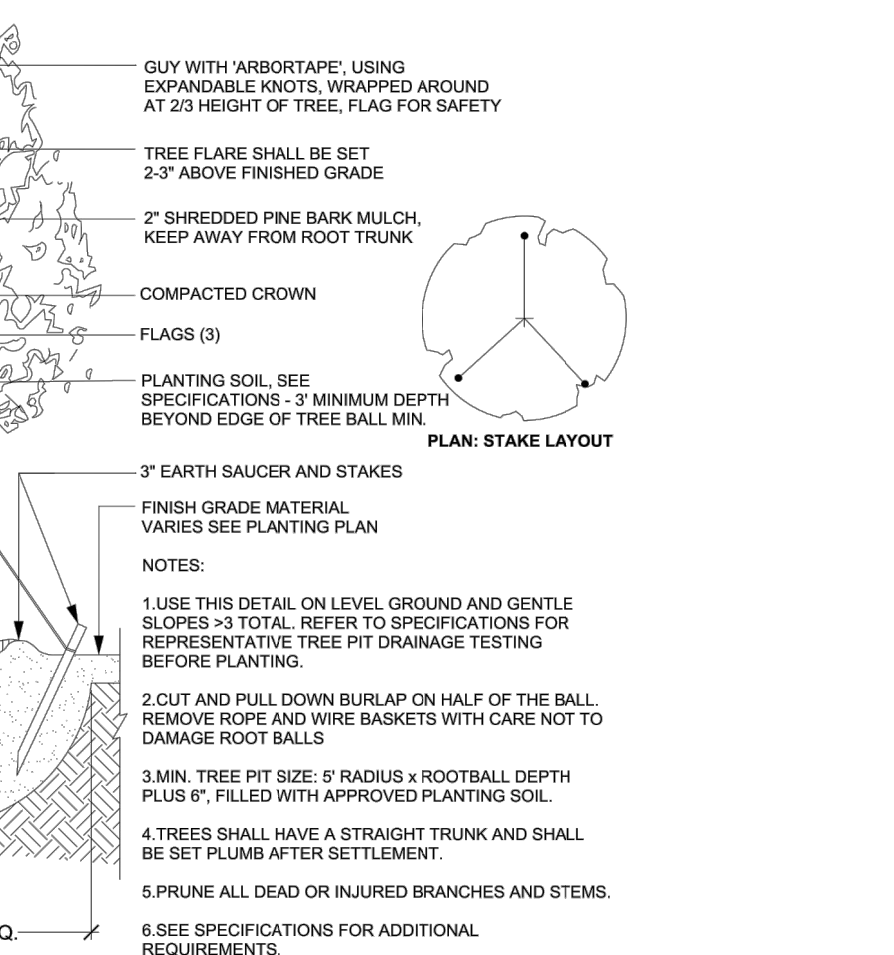 GUY WITH 'ARBORTAPE', USING
EXPANDABLE KNOTS, WRAPPED AROUND
AT 2/3 HEIGHT OF TREE, FLAG FOR SAFETY
TREE FLARE SHALL BE SET
2-3" ABOVE FINISHED GRADE
2" SHREDDED PINE BARK MULCH,
KEEP AWAY FROM ROOT TRUNK
COMPACTED CROWN
FLAGS (3)
PLANTING SOIL, SEE
SPECIFICATIONS - 3' MINIMUM DEPTH
BEYOND EDGE OF TREE BALL MIN.
PLAN: STAKE LAYOUT
3" EARTH SAUCER AND STAKES
FINISH GRADE MATERIAL
VARIES SEE PLANTING PLAN
NOTES:
1.USE THIS DETAIL ON LEVEL GROUND AND GENTLE
SLOPES >3 TOTAL. REFER TO SPECIFICATIONS FOR
REPRESENTATIVE TREE PIT DRAINAGE TESTING
BEFORE PLANTING.
2.CUT AND PULL DOWN BURLAP ON HALF OF THE BALL.
REMOVE ROPE AND WIRE BASKETS WITH CARE NOT TO
DAMAGE ROOT BALLS
3.MIN. TREE PIT SIZE: 5' RADIUS x ROOTBALL DEPTH
PLUS 6", FILLED WITH APPROVED PLANTING SOIL.
4.TREES SHALL HAVE A STRAIGHT TRUNK AND SHALL
BE SET PLUMB AFTER SETTLEMENT.
5.PRUNE ALL DEAD OR INJURED BRANCHES AND STEMS.
Q.
6.SEE SPECIFICATIONS FOR ADDITIONAL
REQUIREMENTS.